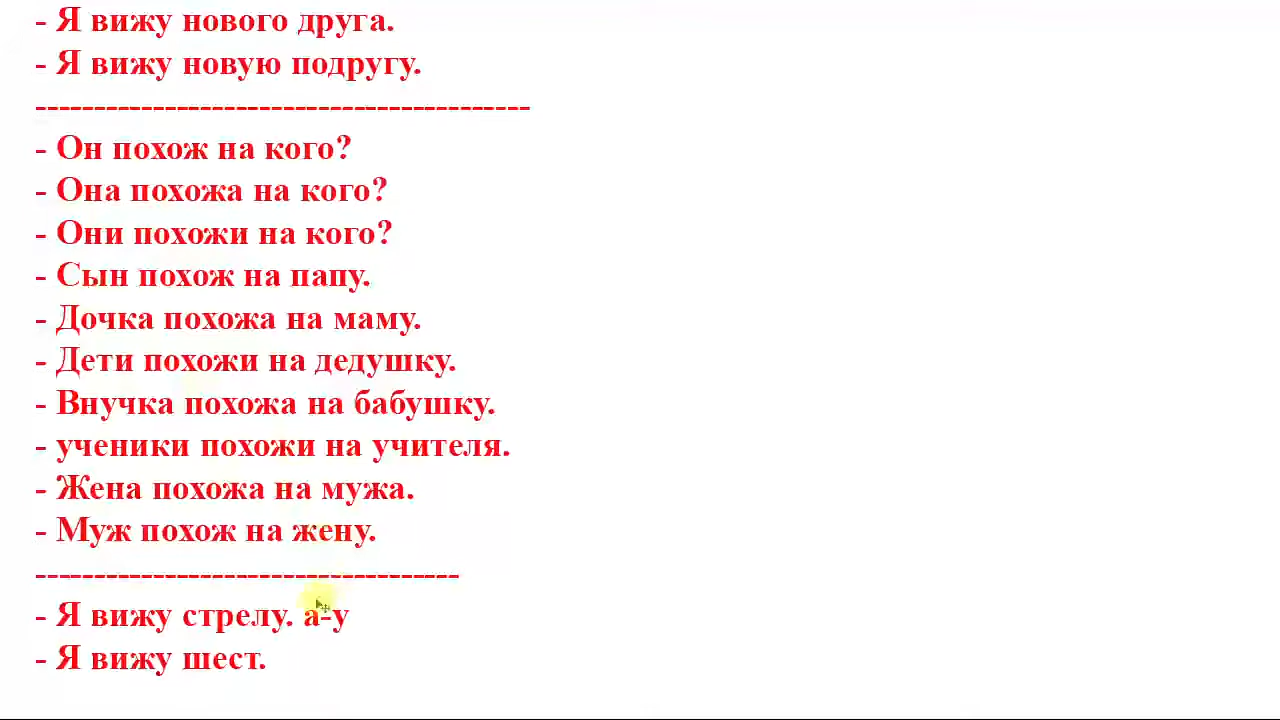 - Я вижу нового друга.
- Я вижу новую подругу.
------------------------------------------
- Он похож на кого?
- Она похожа на кого?
- Они похожи на кого?
- Сын похож на папу.
- Дочка похожа на маму.
- Дети похожи на дедушку.
- Внучка похожа на бабушку.
- ученики похожи на учителя.
- Жена похожа на мужа.
- Муж похож на жену.
------------------------------------
- Я вижу стрелу. а-у
- Я вижу шест.